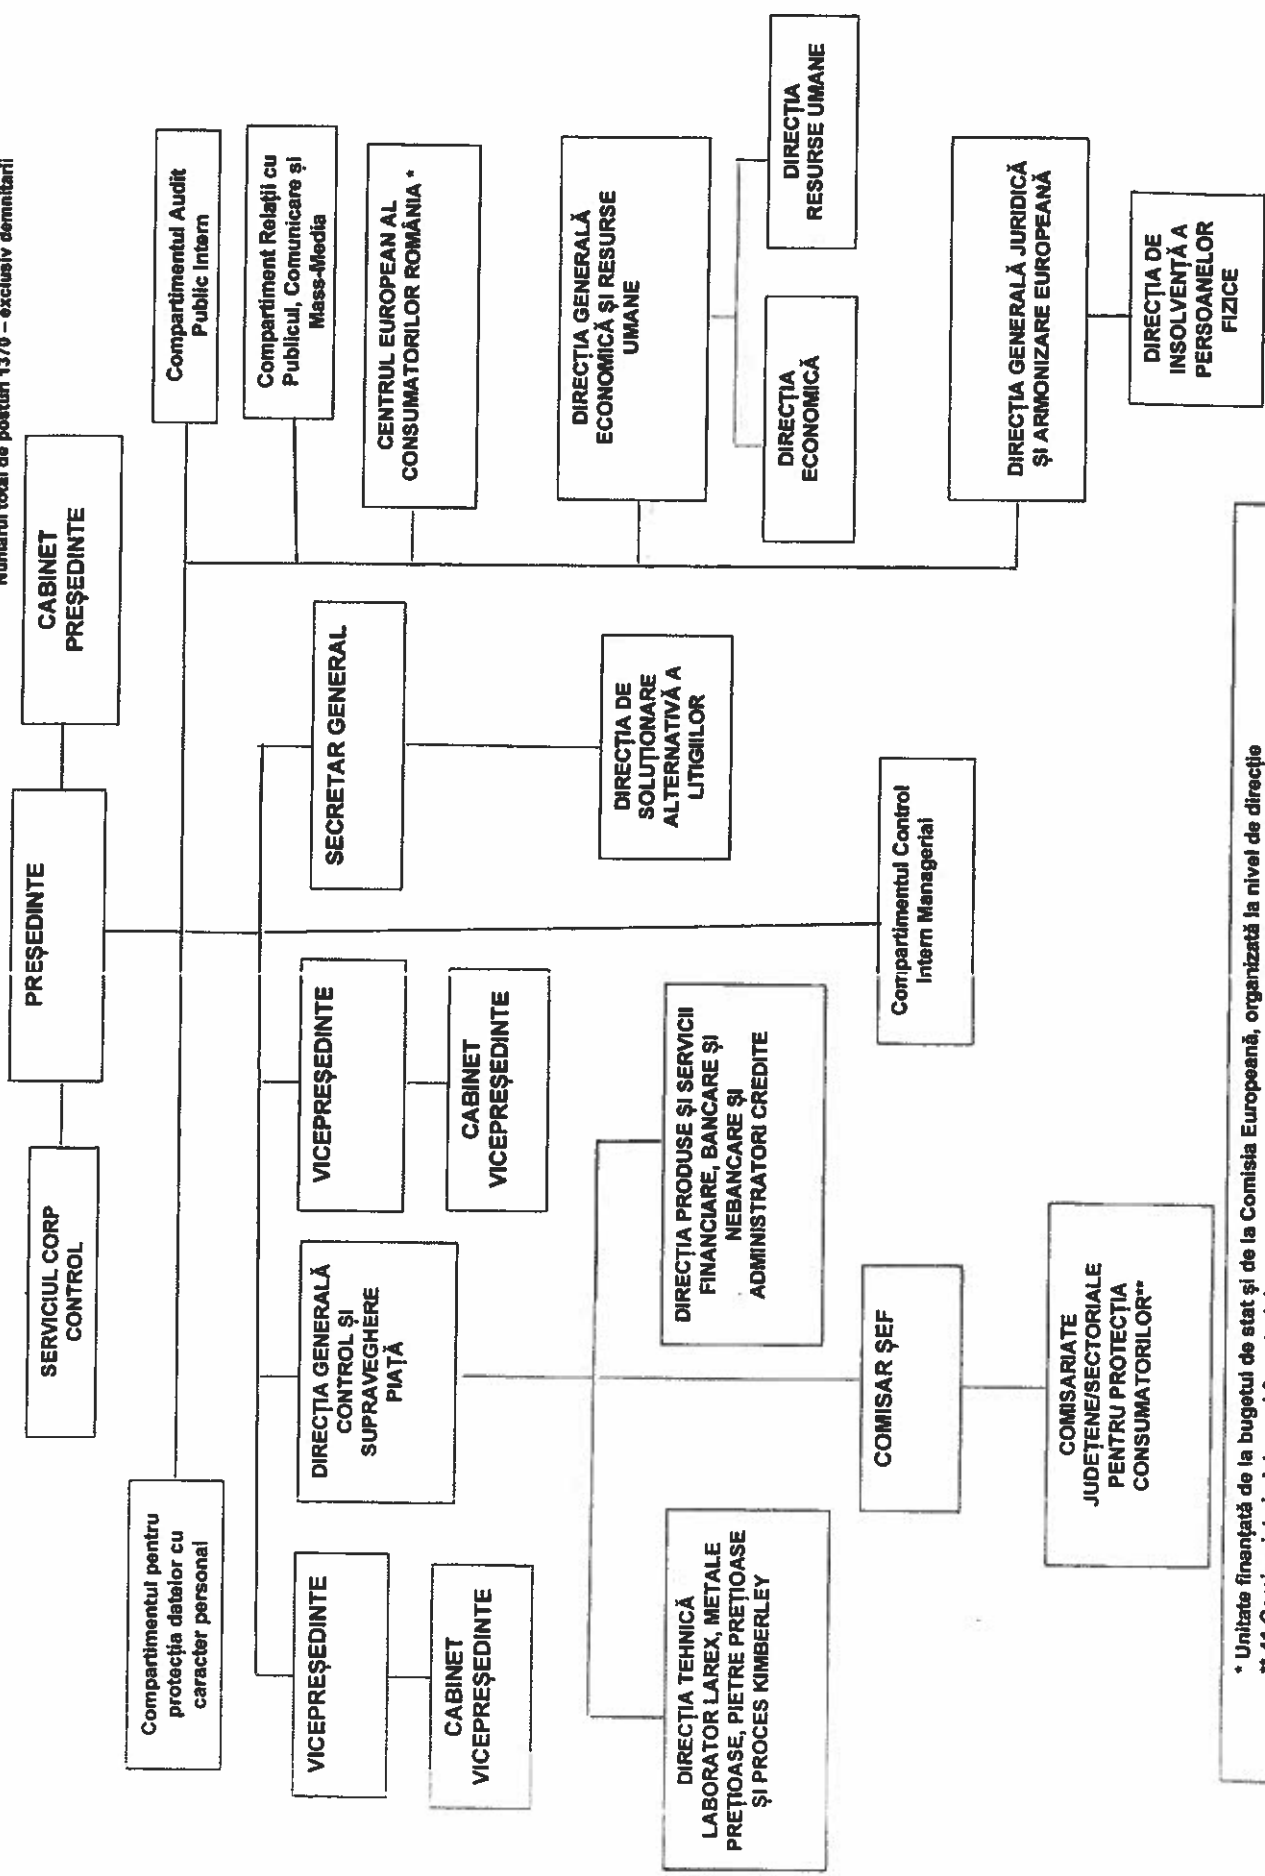 Numărul total de posturi 1370 – exclusiv demnitarii
SERVICIUL CORP
CONTROL
PREȘEDINTE
CABINET
PREȘEDINTE
Compartimentul pentru
protecția datelor cu
caracter personal
Compartimentul Audit
Public Intern
Compartiment Relații cu
Publicul, Comunicare și
Mass-Media
CENTRUL EUROPEAN AL
CONSUMATORILOR ROMÂNIA *
VICEPREȘEDINTE
DIRECȚIA GENERALĂ
CONTROL ȘI
SUPRAVEGHERE
PIAȚĂ
VICEPREȘEDINTE
SECRETAR GENERAL
CABINET
VICEPREȘEDINTE
CABINET
VICEPREȘEDINTE
DIRECȚIA GENERALĂ
ECONOMICĂ ȘI RESURSE
UMANE
DIRECȚIA TEHNICĂ
LABORATOR LAREX, METALE
PREȚIOASE, PIETRE PREȚIOASE
ȘI PROCES KIMBERLEY
DIRECȚIA PRODUSE ȘI SERVICII
FINANCIARE, BANCARE ȘI
NEBANCARE ȘI
ADMINISTRATORI CREDITE
DIRECȚIA DE
SOLUȚIONARE
ALTERNATIVĂ A
LITIGIILOR
DIRECȚIA
ECONOMICĂ
DIRECȚIA
RESURSE UMANE
COMISAR ȘEF
Compartimentul Control
Intern Managerial
DIRECȚIA GENERALĂ JURIDICĂ
ȘI ARMONIZARE EUROPEANĂ
COMISARIATE
JUDEȚENE/SECTORIALE
PENTRU PROTECȚIA
CONSUMATORILOR**
DIRECȚIA DE
INSOLVENȚĂ A
PERSOANELOR
FIZICE
* Unitate finanțată de la bugetul de stat și de la Comisia Europeană, organizată la nivel de direcție